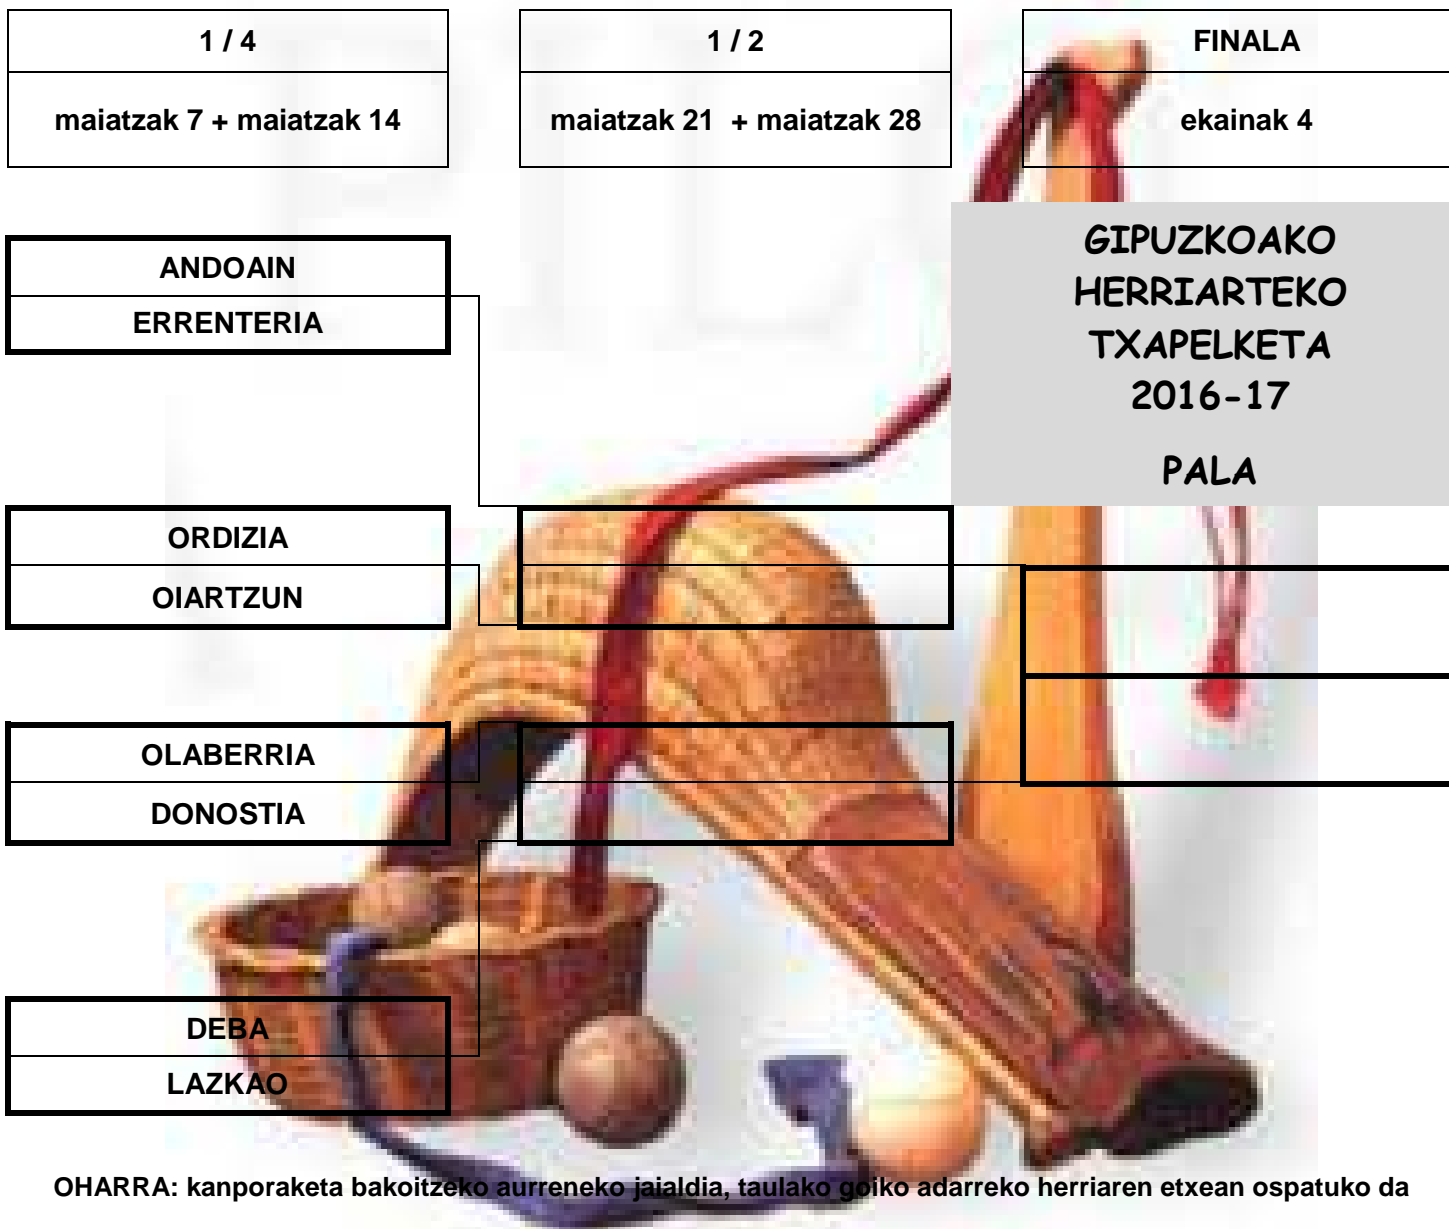 1 / 4
1 / 2
FINALA
maiatzak 7 + maiatzak 14
maiatzak 21 + maiatzak 28
ekainak 4
GIPUZKOAKO
HERRIARTEKO
TXAPELKETA
2016-17
PALA
ANDOAIN
ERRENTERIA
ORDIZIA
OIARTZUN
OLABERRIA
DONOSTIA
DEBA
LAZKAO
OHARRA: kanporaketa bakoitzeko aurreneko jaialdia, taulako goiko adarreko herriaren etxean ospatuko da